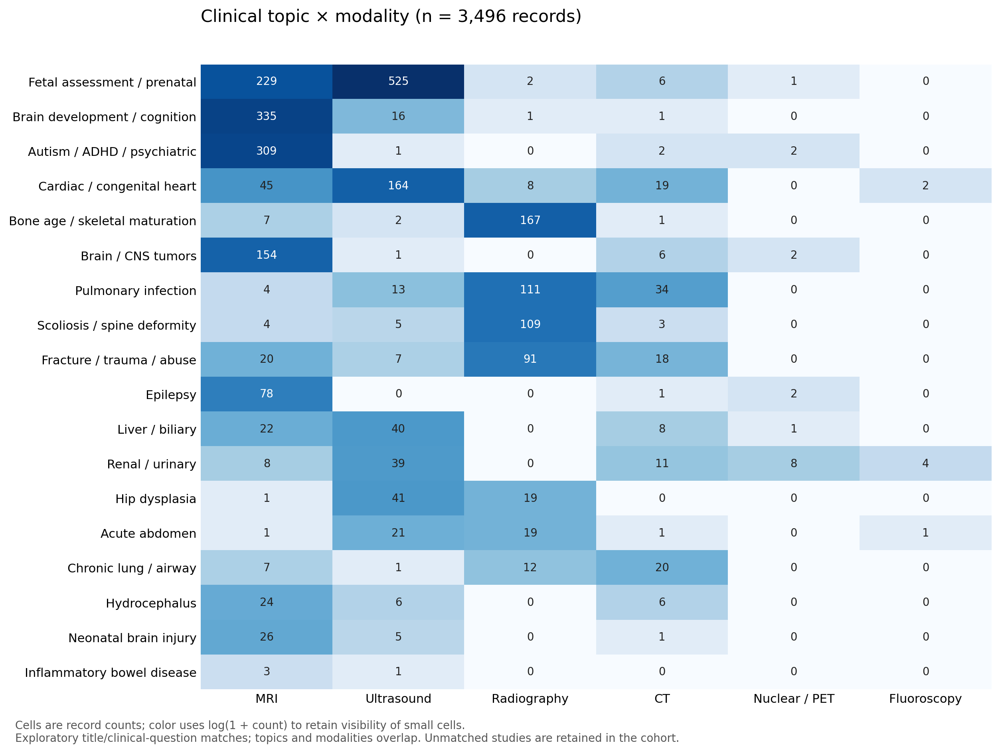 Clinical topic × modality (n = 3,496 records)
Fetal assessment / prenatal 229 525 2 6 1 0
Brain development / cognition 335 16 1 1 0 0
Autism / ADHD / psychiatric 309 1 0 2 2 0
Cardiac / congenital heart 45 164 8 19 0 2
Bone age / skeletal maturation 7 2 167 1 0 0
Brain / CNS tumors 154 1 0 6 2 0
Pulmonary infection 4 13 111 34 0 0
Scoliosis / spine deformity 4 5 109 3 0 0
Fracture / trauma / abuse 20 7 91 18 0 0
Epilepsy 78 0 0 1 2 0
Liver / biliary 22 40 0 8 1 0
Renal / urinary 8 39 0 11 8 4
Hip dysplasia 1 41 19 0 0 0
Acute abdomen 1 21 19 1 0 1
Chronic lung / airway 7 1 12 20 0 0
Hydrocephalus 24 6 0 6 0 0
Neonatal brain injury 26 5 0 1 0 0
Inflammatory bowel disease 3 1 0 0 0 0
MRI Ultrasound Radiography CT Nuclear / PET Fluoroscopy
Cells are record counts; color uses log(1 + count) to retain visibility of small cells.
Exploratory title/clinical-question matches; topics and modalities overlap. Unmatched studies are retained in the cohort.